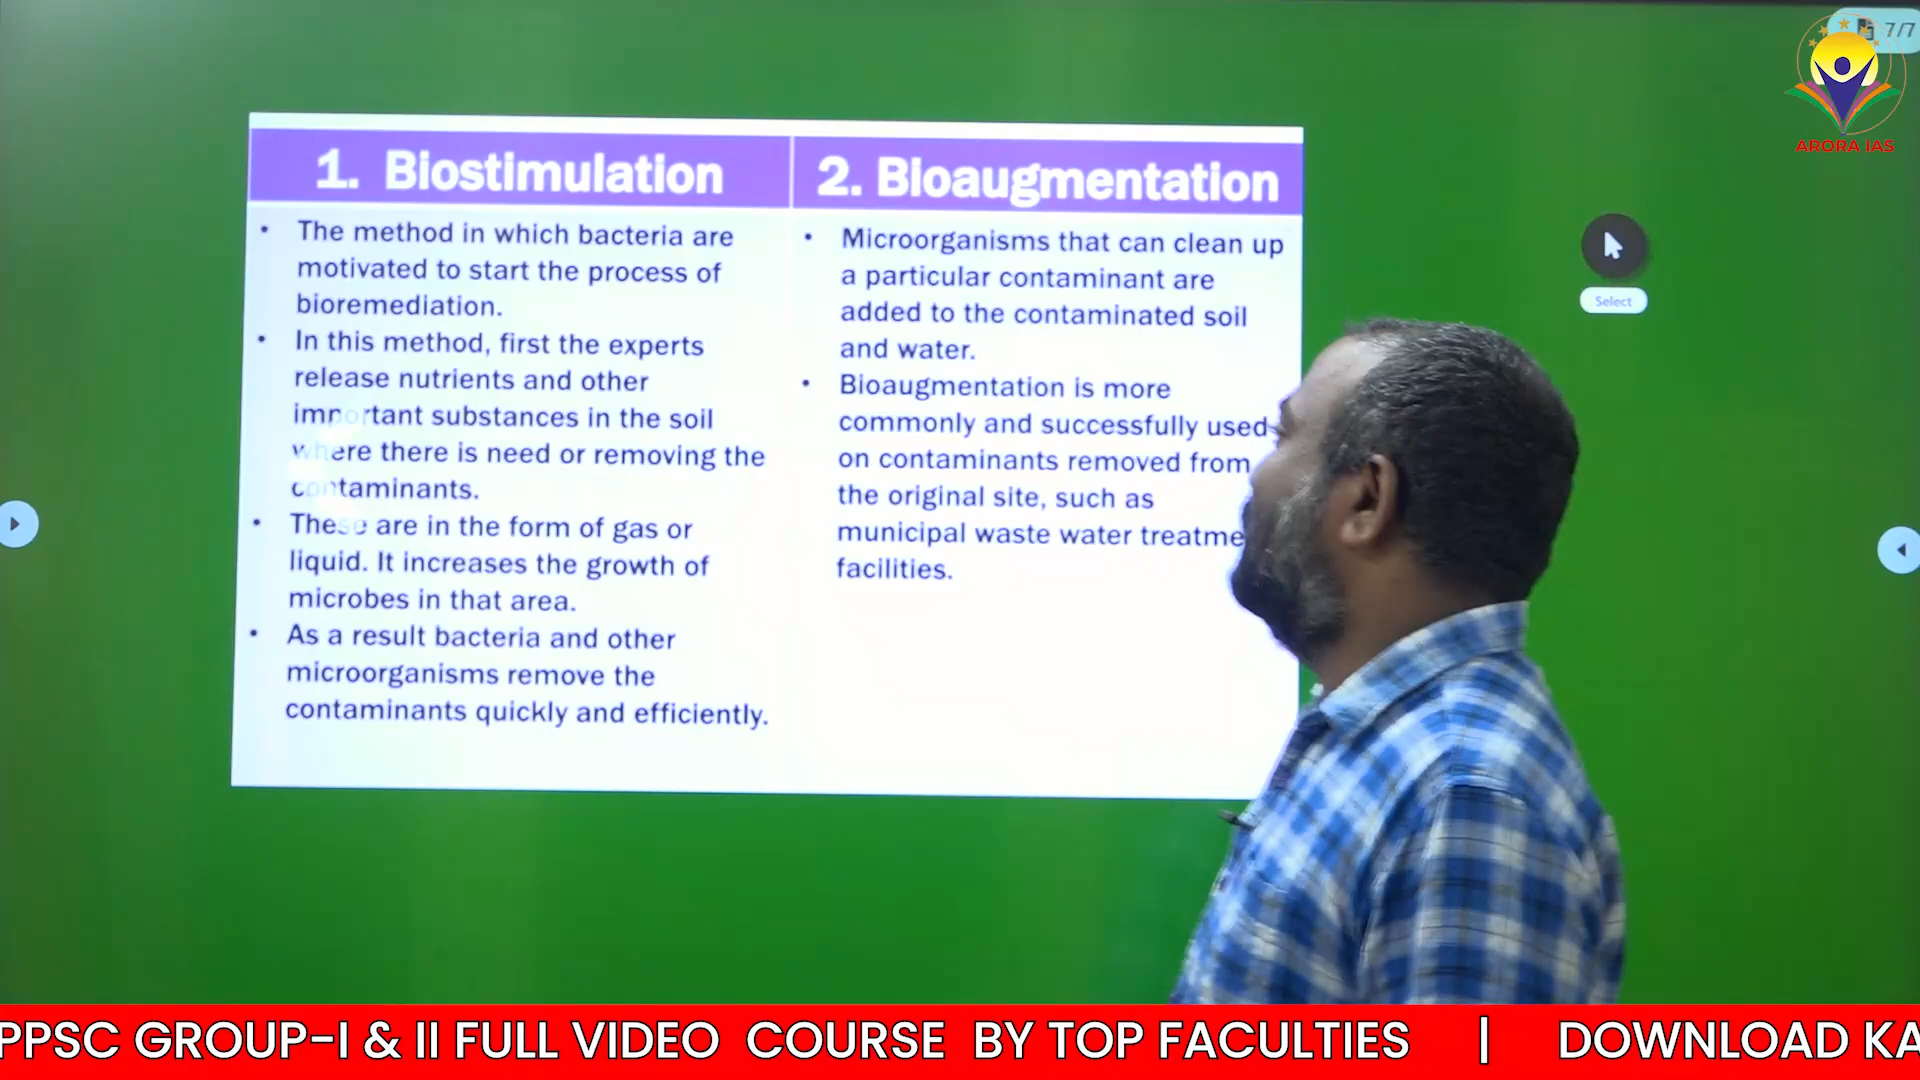 7/7
ARORA IAS
1. Biostimulation
• The method in which bacteria are
motivated to start the process of
bioremediation.
• In this method, first the experts
release nutrients and other
important substances in the soil
where there is need or removing the
contaminants.
• These are in the form of gas or
liquid. It increases the growth of
microbes in that area.
• As a result bacteria and other
microorganisms remove the
contaminants quickly and efficiently.
2. Bioaugmentation
• Microorganisms that can clean up
a particular contaminant are
added to the contaminated soil
and water.
• Bioaugmentation is more
commonly and successfully used
on contaminants removed from
the original site, such as
municipal waste water treatme
facilities.
Select
PPSC GROUP-I & II FULL VIDEO COURSE BY TOP FACULTIES | DOWNLOAD KA